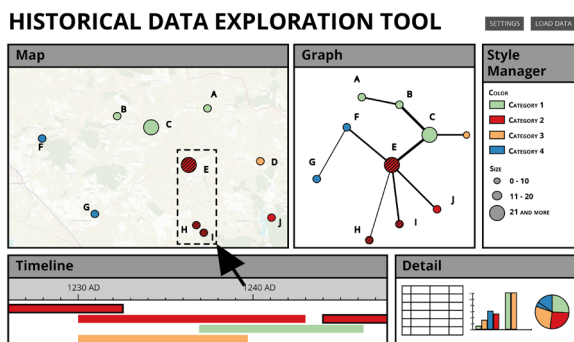 HISTORICAL DATA EXPLORATION TOOL
SETTINGS
LOAD DATA
Map
A
B
C
F
E
D
G
H
I
J
Graph
A
B
F
C
E
G
J
I
H
Style
Manager
COLOR
CATEGORY 1
CATEGORY 2
CATEGORY 3
CATEGORY 4
SIZE
0 - 10
11 - 20
21 AND MORE
Timeline
1230 AD
1240 AD
Detail